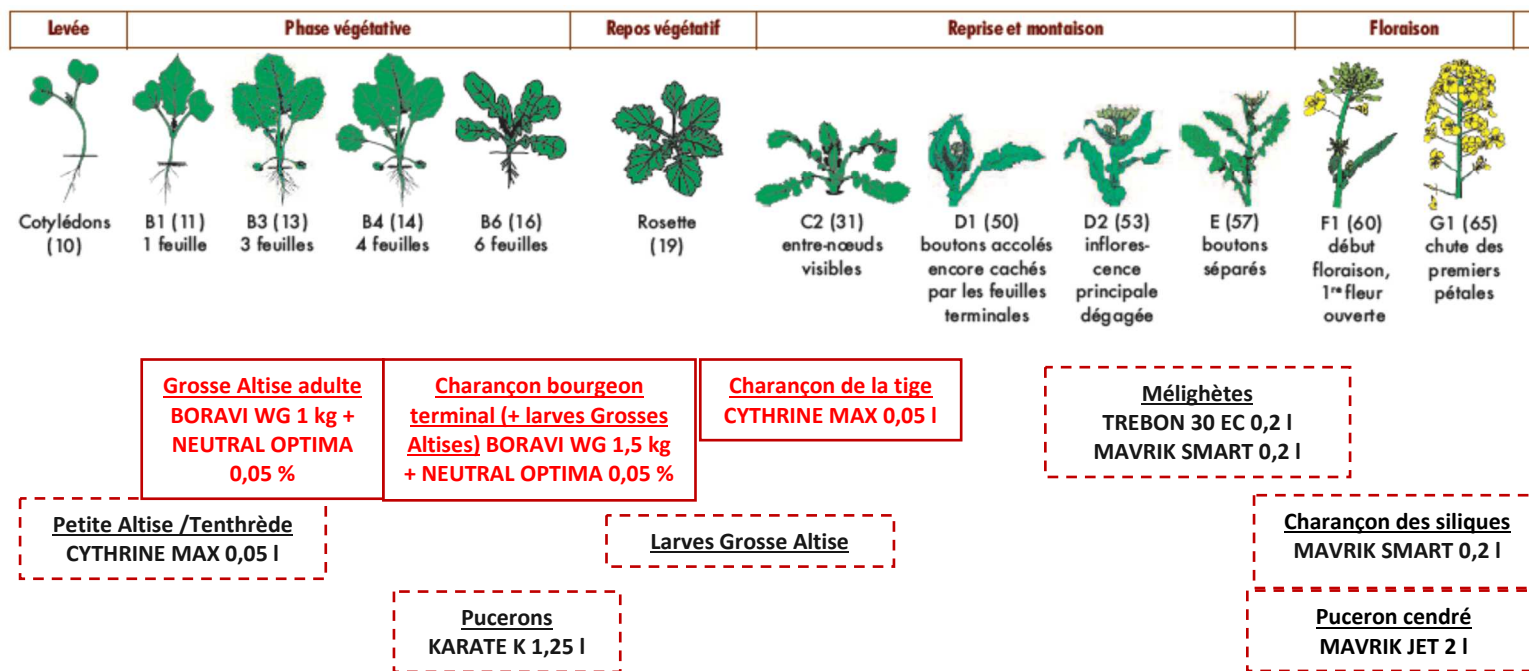 Levée
Phase végétative
Repos végétatif
Reprise et montaison
Floraison
Cotylédons
(10)
B1 (11)
1 feuille
B3 (13)
3 feuilles
B4 (14)
4 feuilles
B6 (16)
6 feuilles
Rosette
(19)
C2 (31)
entre-nœuds
visibles
D1 (50)
boutons accolés
encore cachés
par les feuilles
terminales
D2 (53)
inflores-
cence
principale
dégagée
E (57)
boutons
séparés
F1 (60)
début
floraison,
1re fleur
ouverte
G1 (65)
chute des
premiers
pétales
Grosse Altise adulte
BORAVI WG 1 kg +
NEUTRAL OPTIMA
0,05 %
Charançon bourgeon
terminal (+ larves Grosses
Altises) BORAVI WG 1,5 kg
+ NEUTRAL OPTIMA 0,05 %
Charançon de la tige
CYTHRINE MAX 0,05 l
Mélighètes
TREBON 30 EC 0,2 l
MAVRIK SMART 0,2 l
Petite Altise /Tenthrède
CYTHRINE MAX 0,05 l
Larves Grosse Altise
Charançon des siliques
MAVRIK SMART 0,2 l
Pucerons
KARATE K 1,25 l
Puceron cendré
MAVRIK JET 2 l